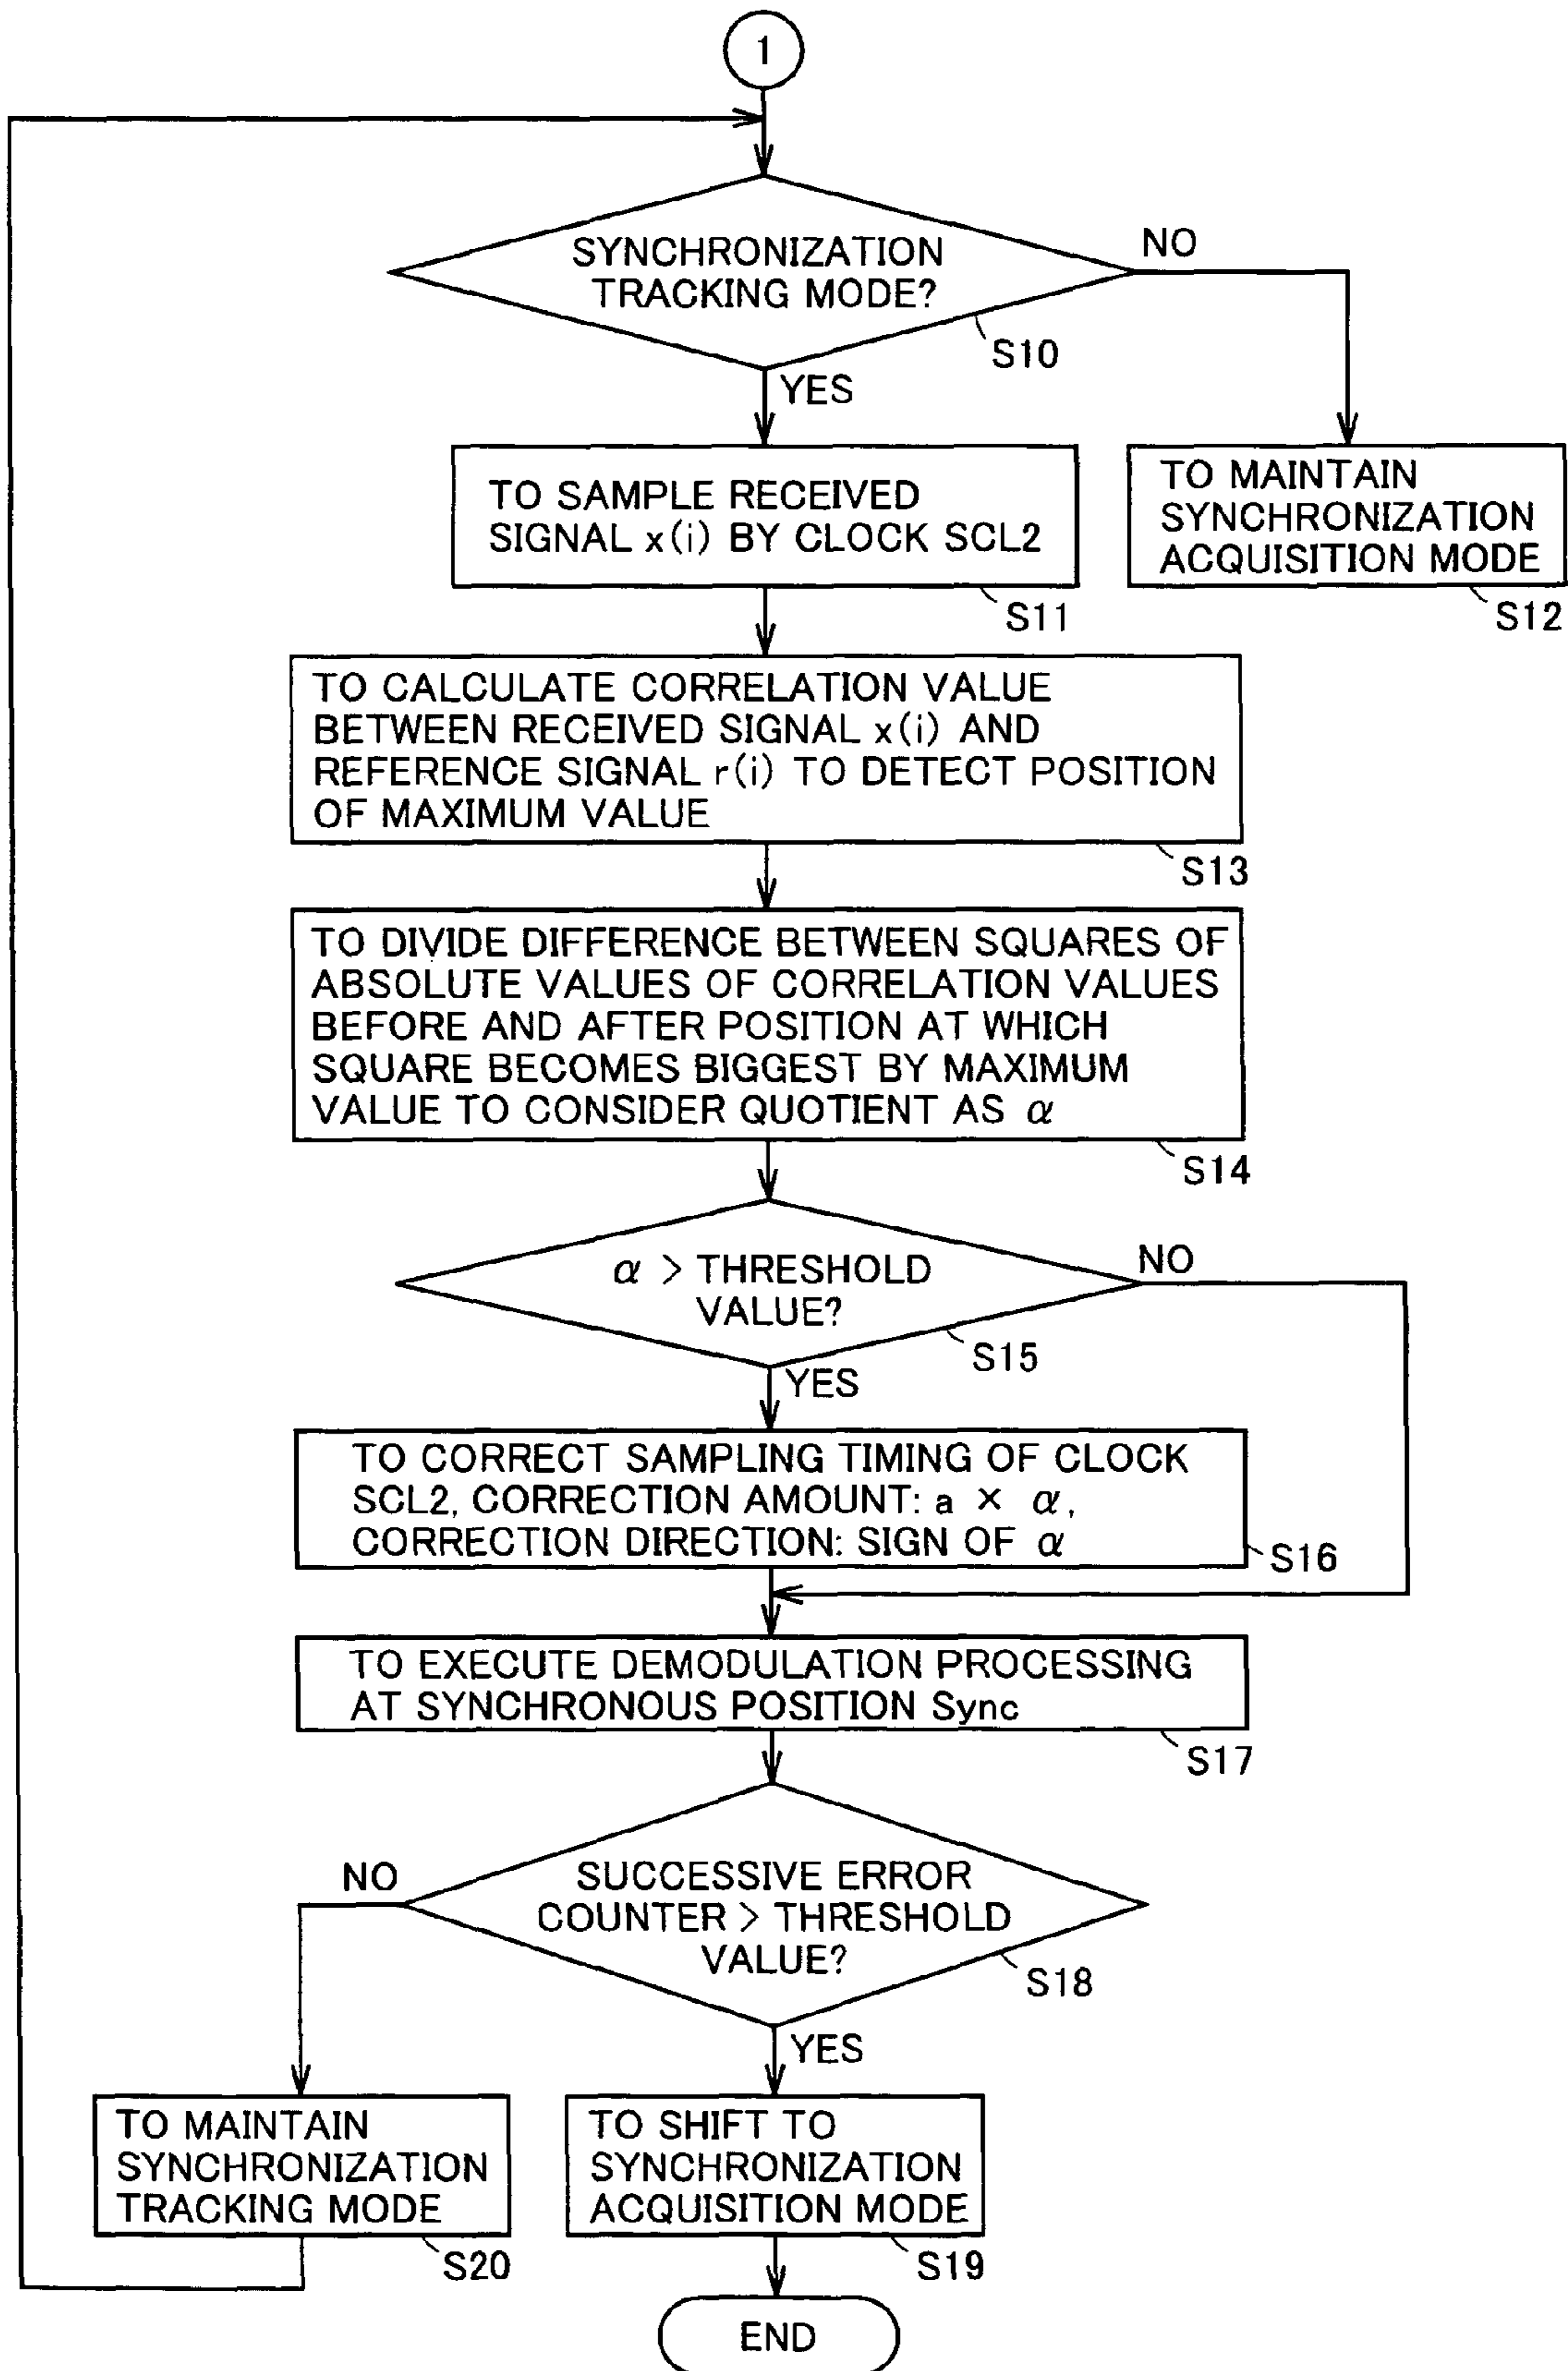 1
SYNCHRONIZATION
TRACKING MODE?
NO
S10
YES
TO SAMPLE RECEIVED
SIGNAL x(i) BY CLOCK SCL2
S11
TO MAINTAIN
SYNCHRONIZATION
ACQUISITION MODE
S12
TO CALCULATE CORRELATION VALUE
BETWEEN RECEIVED SIGNAL x(i) AND
REFERENCE SIGNAL r(i) TO DETECT POSITION
OF MAXIMUM VALUE
S13
TO DIVIDE DIFFERENCE BETWEEN SQUARES OF
ABSOLUTE VALUES OF CORRELATION VALUES
BEFORE AND AFTER POSITION AT WHICH
SQUARE BECOMES BIGGEST BY MAXIMUM
VALUE TO CONSIDER QUOTIENT AS α
S14
α > THRESHOLD
VALUE?
NO
S15
YES
TO CORRECT SAMPLING TIMING OF CLOCK
SCL2, CORRECTION AMOUNT: a × α,
CORRECTION DIRECTION: SIGN OF α
S16
TO EXECUTE DEMODULATION PROCESSING
AT SYNCHRONOUS POSITION Sync
S17
NO
SUCCESSIVE ERROR
COUNTER > THRESHOLD
VALUE?
S18
YES
TO MAINTAIN
SYNCHRONIZATION
TRACKING MODE
S20
TO SHIFT TO
SYNCHRONIZATION
ACQUISITION MODE
S19
END